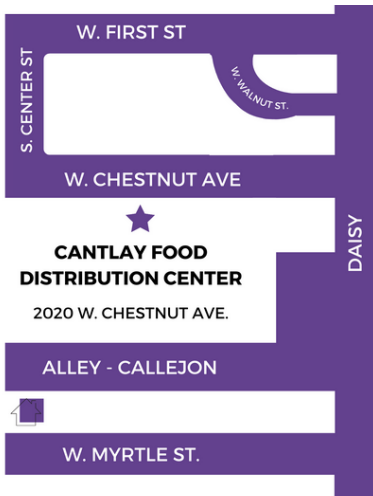 W. FIRST ST
S. CENTER ST
W. WALNUT ST.
W. CHESTNUT AVE
DAISY
CANTLAY FOOD
DISTRIBUTION CENTER
2020 W. CHESTNUT AVE.
ALLEY - CALLEJON
W. MYRTLE ST.